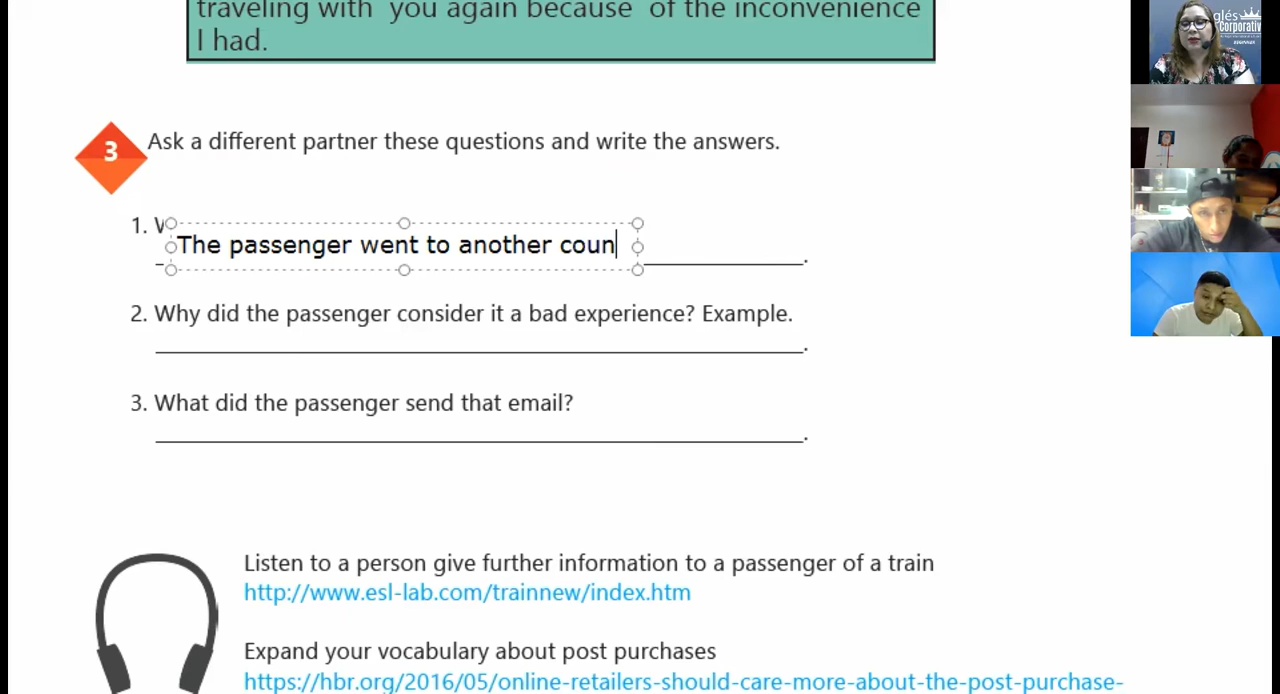 traveling with you again because of the inconvenience
I had.
glés
Corporativ
3
Ask a different partner these questions and write the answers.
1.
The passenger went to another coun
2. Why did the passenger consider it a bad experience? Example.
3. What did the passenger send that email?
Listen to a person give further information to a passenger of a train
http://www.esl-lab.com/trainnew/index.htm
Expand your vocabulary about post purchases
https://hbr.org/2016/05/online-retailers-should-care-more-about-the-post-purchase-